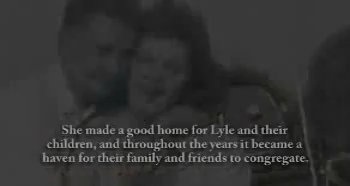 She made a good home for Lyle and their
children, and throughout the years it became a
haven for their family and friends to congregate.